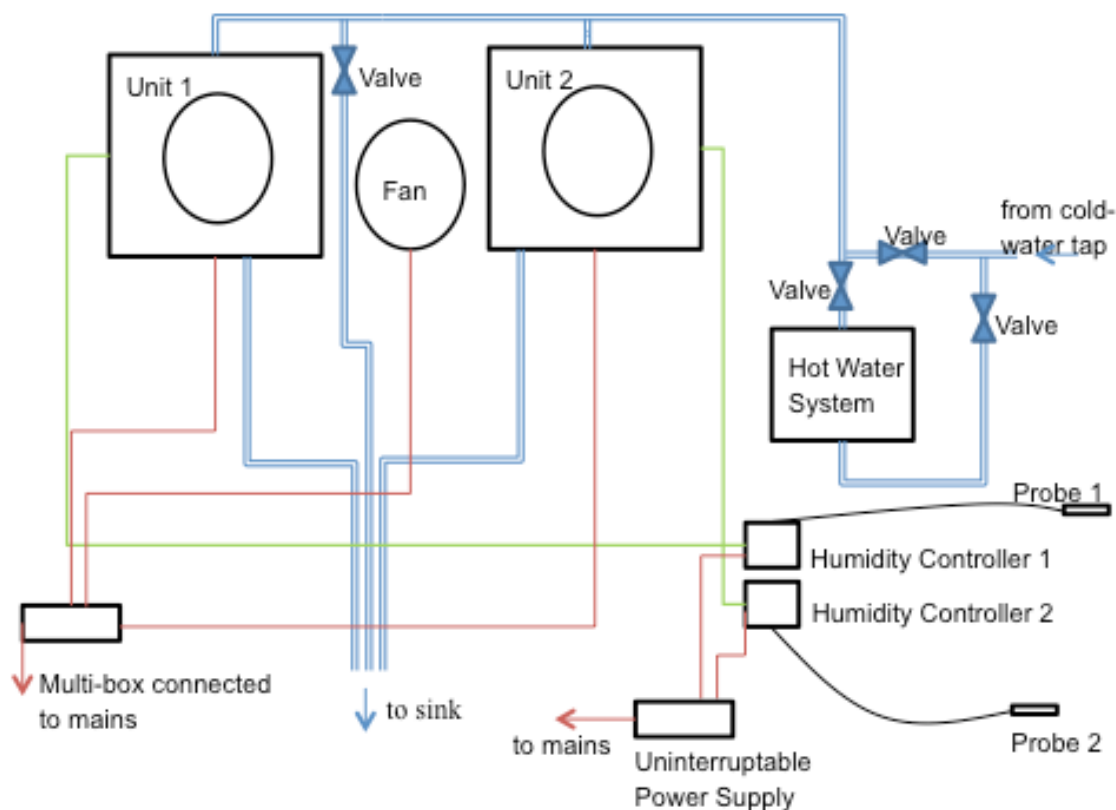 Unit 1
Valve
Unit 2
Fan
from cold-
water tap
Valve
Valve
Valve
Hot Water
System
Probe 1
Humidity Controller 1
Humidity Controller 2
Multi-box connected
to mains
to sink
to mains
Uninterruptable
Power Supply
Probe 2